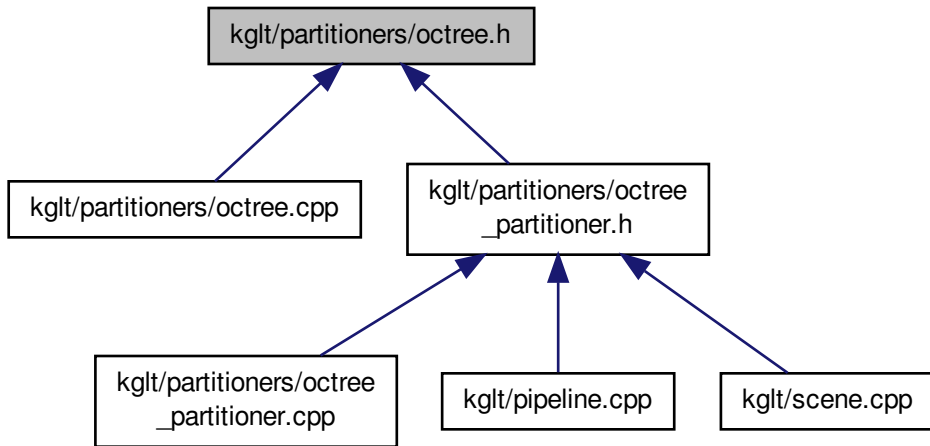 kglt/partitioners/octree.h
kglt/partitioners/octree.cpp
kglt/partitioners/octree
_partitioner.h
kglt/partitioners/octree
_partitioner.cpp
kglt/pipeline.cpp
kglt/scene.cpp